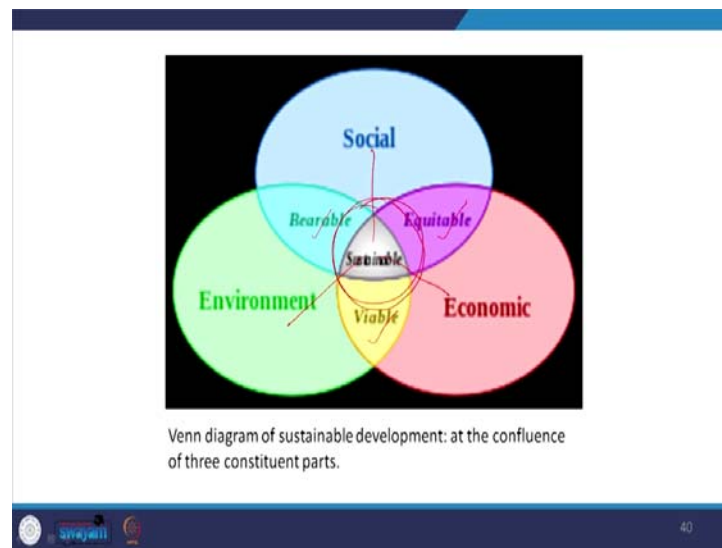 Social
Bearable
Equitable
Sustainable
Environment
Viable
Economic
Venn diagram of sustainable development: at the confluence
of three constituent parts.
swayam
40